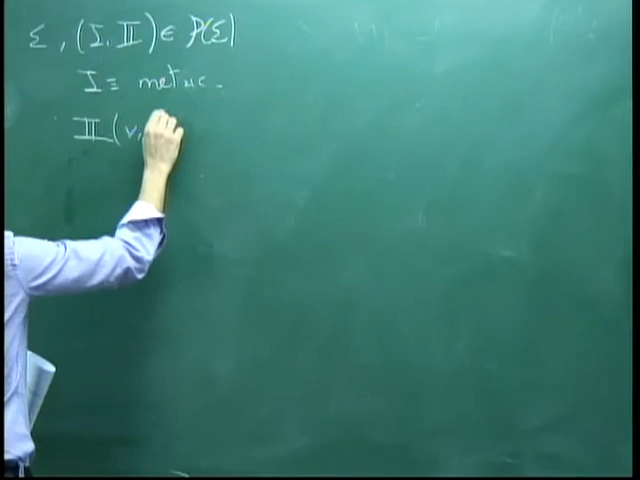 Σ, (I, II) ∈ P(Σ)
I ≡ metric.
II(v,